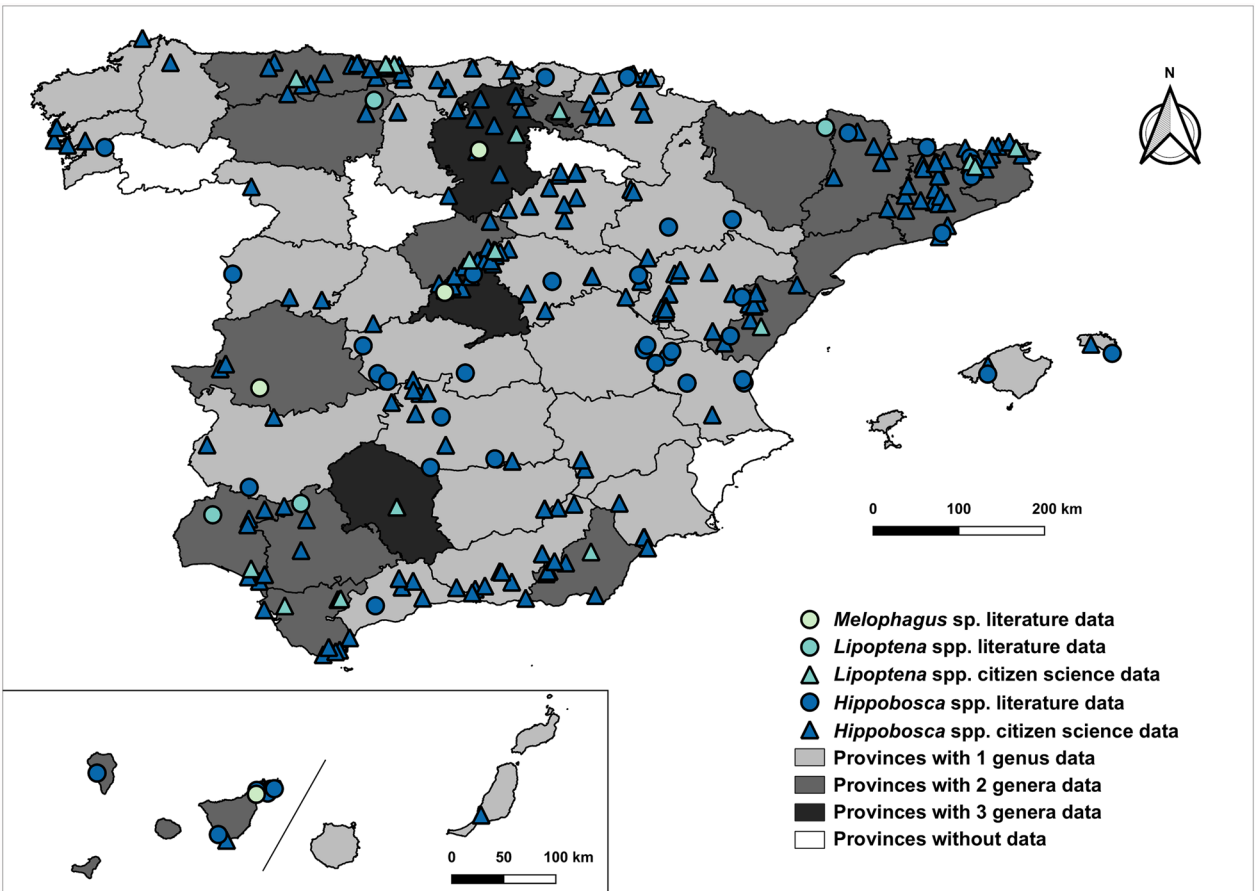 N
0 100 200 km
Melophagus sp. literature data
Lipoptena spp. literature data
Lipoptena spp. citizen science data
Hippobosca spp. literature data
Hippobosca spp. citizen science data
Provinces with 1 genus data
Provinces with 2 genera data
Provinces with 3 genera data
Provinces without data
0 50 100 km